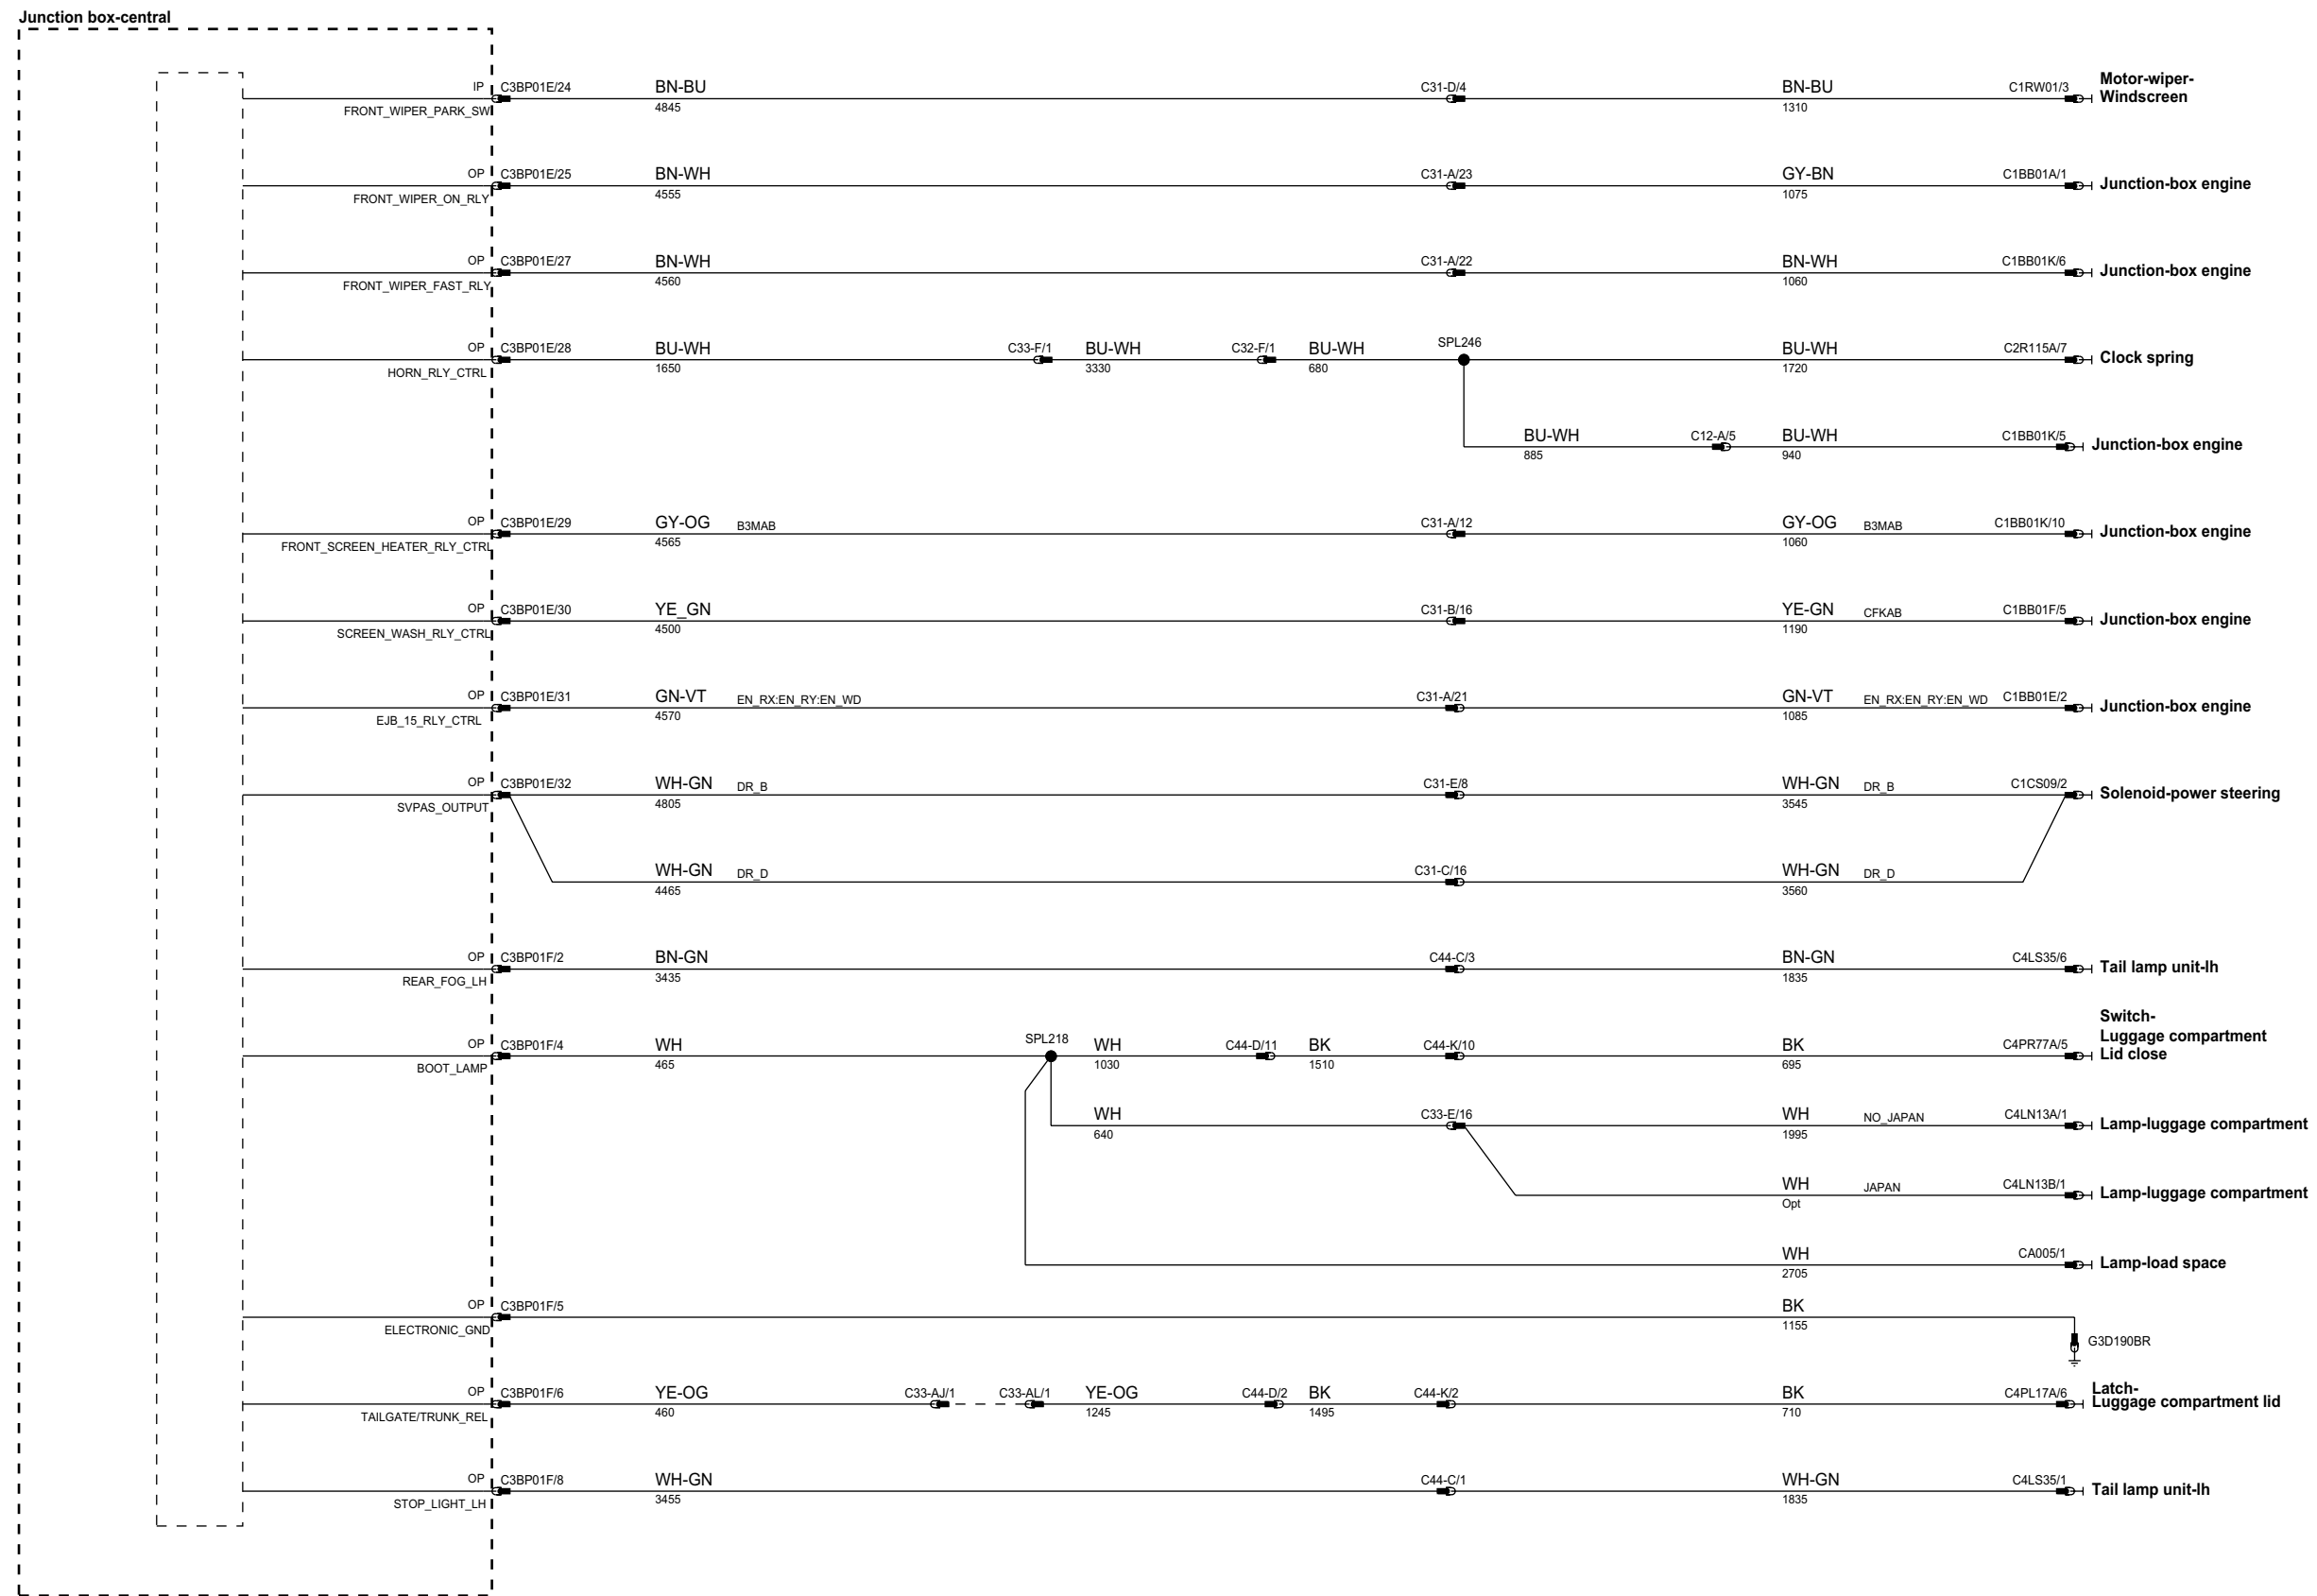 Junction box-central
IP C3BP01E/24 BN-BU C31-D/4 BN-BU C1RW01/3 Motor-wiper-
Windscreen
FRONT_WIPER_PARK_SW 4845 1310
OP C3BP01E/25 BN-WH C31-A/23 GY-BN C1BB01A/1 Junction-box engine
FRONT_WIPER_ON_RLY 4555 1075
OP C3BP01E/27 BN-WH C31-A/22 BN-WH C1BB01K/6 Junction-box engine
FRONT_WIPER_FAST_RLY 4560 1060
OP C3BP01E/28 BU-WH C33-F/1 BU-WH C32-F/1 BU-WH SPL246 BU-WH C2R115A/7 Clock spring
HORN_RLY_CTRL 1650 3330 680 1720
BU-WH C12-A/5 BU-WH C1BB01K/5 Junction-box engine
885 940
OP C3BP01E/29 GY-OG B3MAB C31-A/12 GY-OG B3MAB C1BB01K/10 Junction-box engine
FRONT_SCREEN_HEATER_RLY_CTRL 4565 1060
OP C3BP01E/30 YE_GN C31-B/16 YE-GN CFKAB C1BB01F/5 Junction-box engine
SCREEN_WASH_RLY_CTRL 4500 1190
OP C3BP01E/31 GN-VT EN_RX:EN_RY:EN_WD C31-A/21 GN-VT EN_RX:EN_RY:EN_WD C1BB01E/2 Junction-box engine
EJB_15_RLY_CTRL 4570 1085
OP C3BP01E/32 WH-GN DR_B C31-E/8 WH-GN DR_B C1CS09/2 Solenoid-power steering
SVPAS_OUTPUT 4805 3545
WH-GN DR_D C31-C/16 WH-GN DR_D
4465 3560
OP C3BP01F/2 BN-GN C44-C/3 BN-GN C4LS35/6 Tail lamp unit-lh
REAR_FOG_LH 3435 1835
Switch-
Luggage compartment
OP C3BP01F/4 WH SPL218 WH C44-D/11 BK C44-K/10 BK C4PR77A/5 Lid close
BOOT_LAMP 465 1030 1510 695
WH C33-E/16 WH NO_JAPAN C4LN13A/1 Lamp-luggage compartment
640 1995
WH JAPAN C4LN13B/1 Lamp-luggage compartment
Opt
WH CA005/1 Lamp-load space
2705
OP C3BP01F/5 BK
ELECTRONIC_GND 1155
G3D190BR
OP C3BP01F/6 YE-OG C33-AJ/1 C33-AL/1 YE-OG C44-D/2 BK C44-K/2 BK C4PL17A/6 Latch-
Luggage compartment lid
TAILGATE/TRUNK_REL 460 1245 1495 710
OP C3BP01F/8 WH-GN C44-C/1 WH-GN C4LS35/1 Tail lamp unit-lh
STOP_LIGHT_LH 3455 1835